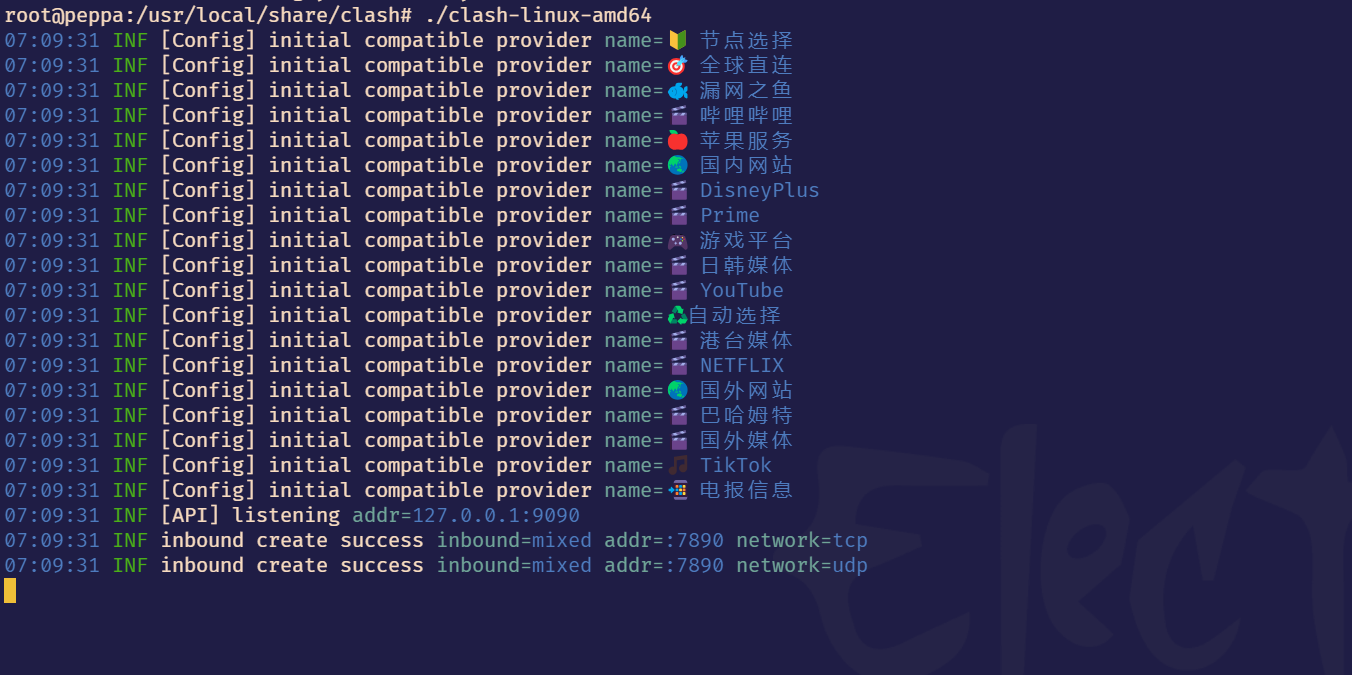 root@peppa:/usr/local/share/clash# ./clash-linux-amd64
07:09:31 INF [Config] initial compatible provider name=🔰 节点选择
07:09:31 INF [Config] initial compatible provider name=🎯 全球直连
07:09:31 INF [Config] initial compatible provider name=🐟 漏网之鱼
07:09:31 INF [Config] initial compatible provider name=🎬 哔哩哔哩
07:09:31 INF [Config] initial compatible provider name=🍎 苹果服务
07:09:31 INF [Config] initial compatible provider name=🌏 国内网站
07:09:31 INF [Config] initial compatible provider name=🎬 DisneyPlus
07:09:31 INF [Config] initial compatible provider name=🎬 Prime
07:09:31 INF [Config] initial compatible provider name=🎮 游戏平台
07:09:31 INF [Config] initial compatible provider name=🎬 日韩媒体
07:09:31 INF [Config] initial compatible provider name=🎬 YouTube
07:09:31 INF [Config] initial compatible provider name=♻️自动选择
07:09:31 INF [Config] initial compatible provider name=🎬 港台媒体
07:09:31 INF [Config] initial compatible provider name=🎬 NETFLIX
07:09:31 INF [Config] initial compatible provider name=🌏 国外网站
07:09:31 INF [Config] initial compatible provider name=🎬 巴哈姆特
07:09:31 INF [Config] initial compatible provider name=🎬 国外媒体
07:09:31 INF [Config] initial compatible provider name=🎵 TikTok
07:09:31 INF [Config] initial compatible provider name=📲 电报信息
07:09:31 INF [API] listening addr=127.0.0.1:9090
07:09:31 INF inbound create success inbound=mixed addr=:7890 network=tcp
07:09:31 INF inbound create success inbound=mixed addr=:7890 network=udp
Elect